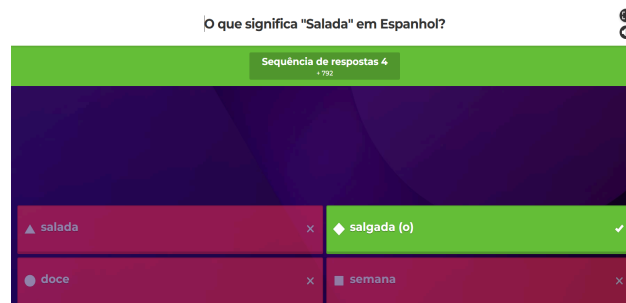 O que significa "Salada" em Espanhol?
Sequência de respostas 4
+ 792
salada
salgada (o)
doce
semana